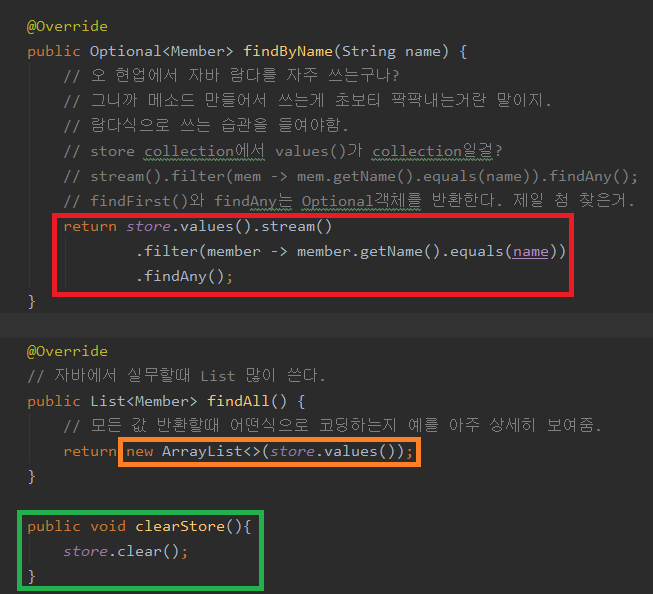 @Override
public Optional<Member> findByName(String name) {
// 오 현업에서 자바 람다를 자주 쓰는구나?
// 그니까 메소드 만들어서 쓰는게 초보티 팍팍내는거란 말이지.
// 람다식으로 쓰는 습관을 들여야함.
// store collection에서 values()가 collection일걸?
// stream().filter(mem -> mem.getName().equals(name)).findAny();
// findFirst()와 findAny는 Optional객체를 반환한다. 제일 첨 찾은거.
return store.values().stream()
.filter(member -> member.getName().equals(name))
.findAny();
}
@Override
// 자바에서 실무할때 List 많이 쓴다.
public List<Member> findAll() {
// 모든 값 반환할때 어떤식으로 코딩하는지 예를 아주 상세히 보여줌.
return new ArrayList<>(store.values());
}
public void clearStore(){
store.clear();
}